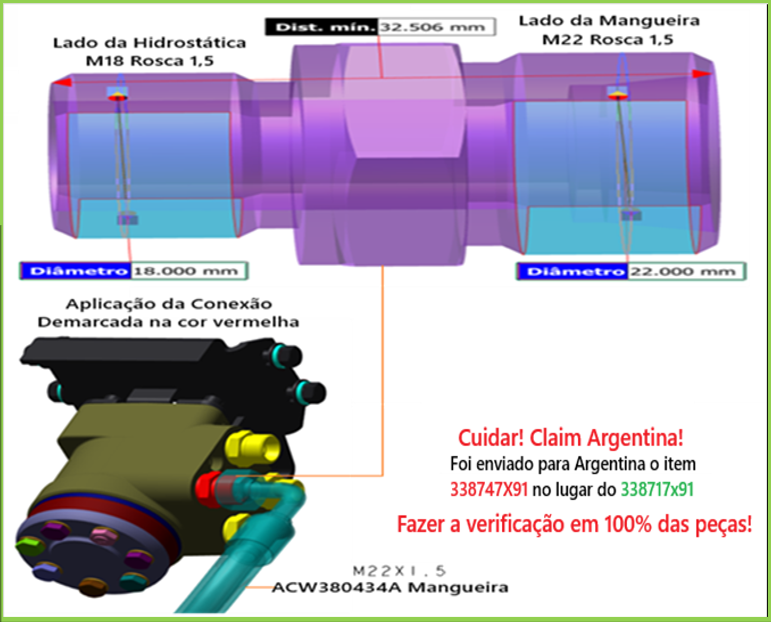 Dist. mín. 32.506 mm
Lado da Hidrostática
M18 Rosca 1,5
Lado da Mangueira
M22 Rosca 1,5
Diâmetro 18.000 mm
Diâmetro 22.000 mm
Aplicação da Conexão
Demarcada na cor vermelha
Cuidar! Claim Argentina!
Foi enviado para Argentina o item
338747X91 no lugar do 338717x91
Fazer a verificação em 100% das peças!
M22X1.5
ACW380434A Mangueira